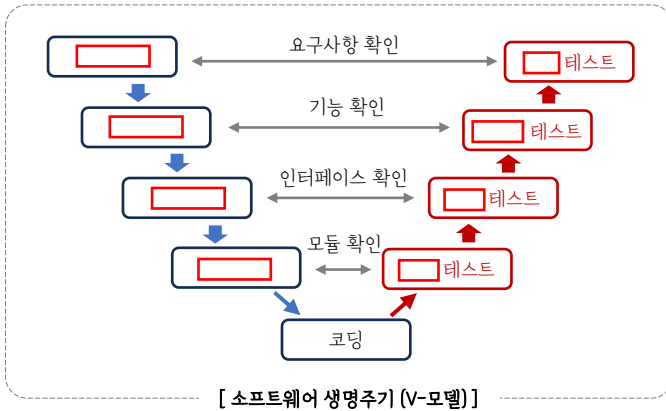 요구사항 확인
테스트
기능 확인
테스트
인터페이스 확인
테스트
모듈 확인
테스트
코딩
[ 소프트웨어 생명주기 (V-모델) ]